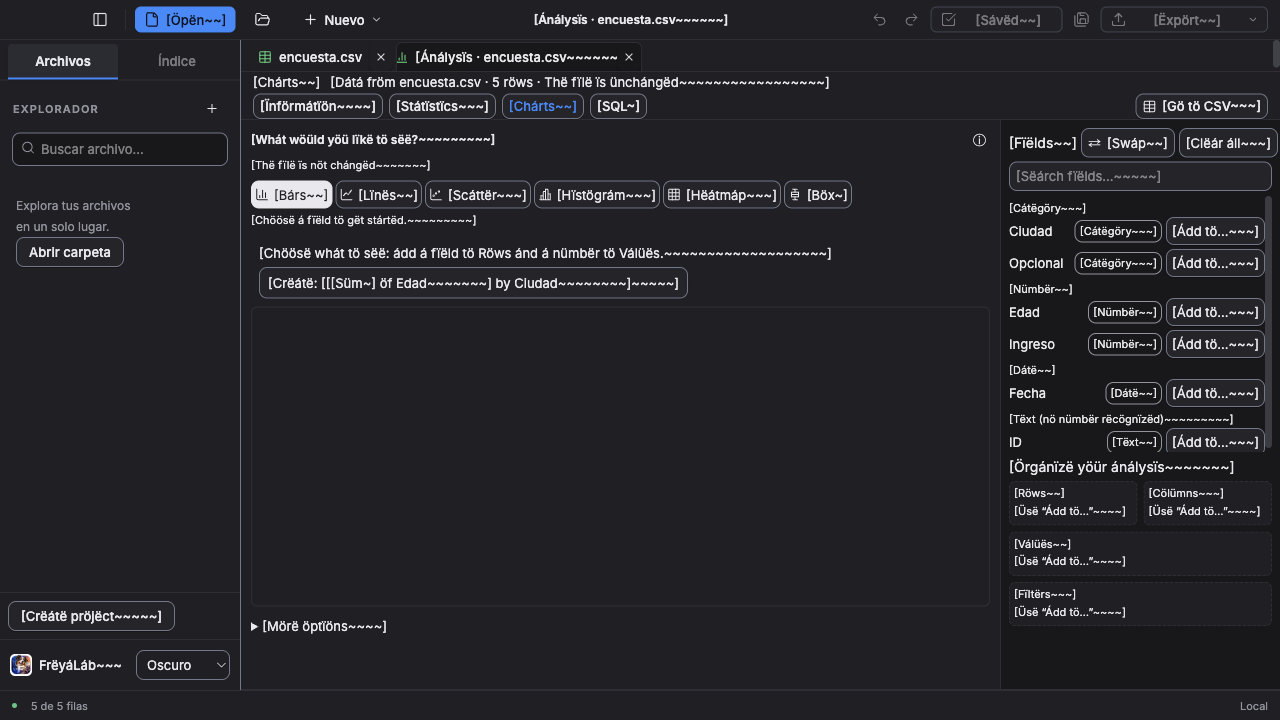 [Öpën~~]
Nuevo
[Ánálysïs · encuesta.csv~~~~~~]
[Sávëd~~]
[Ëxpört~~]
Archivos
Índice
encuesta.csv
[Ánálysïs · encuesta.csv~~~~~~
[Chárts~~] [Dátá fröm encuesta.csv · 5 röws · Thë fïlë ïs ünchángëd~~~~~~~~~~~~~~~~~]
[Ïnförmátïön~~~~] [Státïstïcs~~~] [Chárts~~] [SQL~]
[Gö tö CSV~~~]
EXPLORADOR
Buscar archivo...
Explora tus archivos
en un solo lugar.
Abrir carpeta
[Whát wöüld yöü lïkë tö sëë?~~~~~~~~~]
[Thë fïlë ïs nöt chángëd~~~~~~~]
[Bárs~~] [Lïnës~~] [Scáttër~~~] [Hïstögrám~~~] [Hëátmáp~~~] [Böx~]
[Chöösë á fïëld tö gët stártëd.~~~~~~~~~]
[Chöösë whát tö sëë: ádd á fïëld tö Röws ánd á nümbër tö Válüës.~~~~~~~~~~~~~~~~~~]
[Crëátë: [[[Süm~] öf Edad~~~~~~~] by Ciudad~~~~~~~~]~~~~~]
[Mörë öptïöns~~~~]
[Fïëlds~~] [Swáp~~] [Clëár áll~~~]
[Sëárch fïëlds...~~~~~]
[Cátëgöry~~~]
Ciudad [Cátëgöry~~~] [Ádd tö...~~~]
Opcional [Cátëgöry~~~] [Ádd tö...~~~]
[Nümbër~~]
Edad [Nümbër~~] [Ádd tö...~~~]
Ingreso [Nümbër~~] [Ádd tö...~~~]
[Dátë~~]
Fecha [Dátë~~] [Ádd tö...~~~]
[Tëxt (nö nümbër rëcögnïzëd)~~~~~~~~~]
ID [Tëxt~~] [Ádd tö...~~~]
[Örgánïzë yöür ánálysïs~~~~~~~]
[Röws~~]
[Üsë “Ádd tö...”~~~~]
[Cölümns~~~]
[Üsë “Ádd tö...”~~~~]
[Válüës~~]
[Üsë “Ádd tö...”~~~~]
[Fïltërs~~~]
[Üsë “Ádd tö...”~~~~]
[Crëátë pröjëct~~~~~]
FrëyáLáb~~~
Oscuro
5 de 5 filas
Local